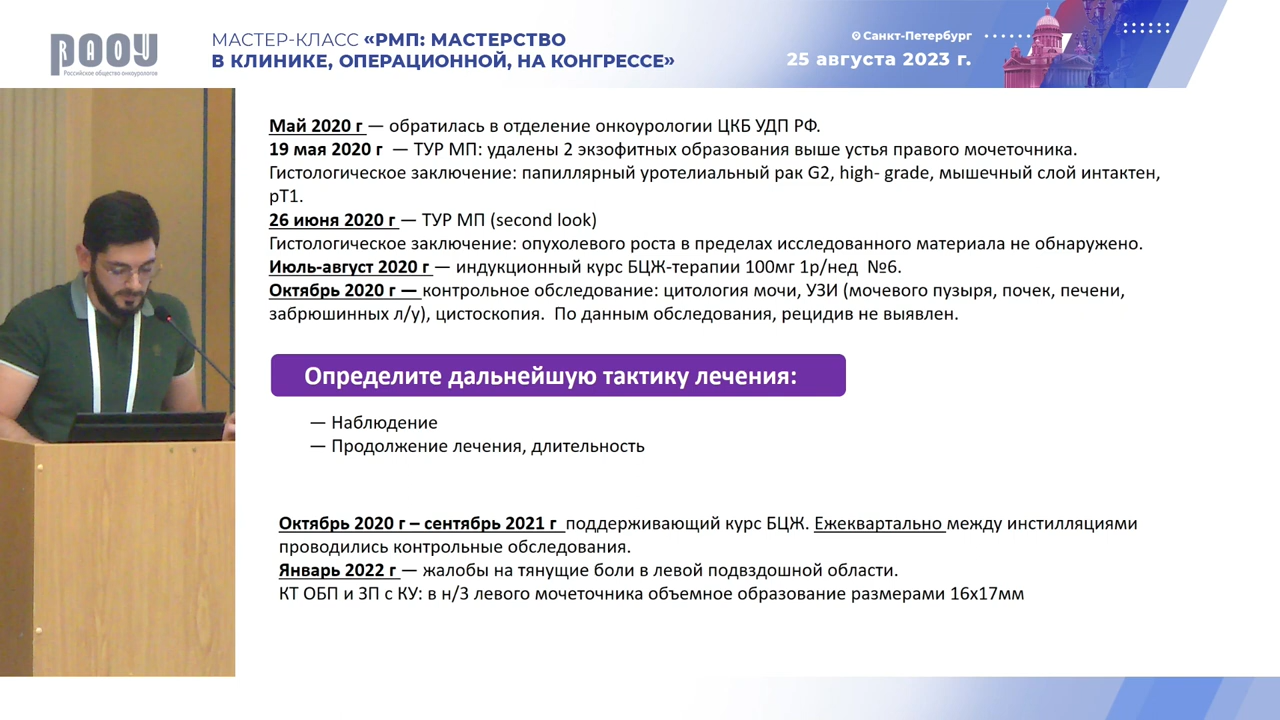 RAOU
Российское общество онкоурологов
МАСТЕР-КЛАСС «РМП: МАСТЕРСТВО
В КЛИНИКЕ, ОПЕРАЦИОННОЙ, НА КОНГРЕССЕ»
Санкт-Петербург
25 августа 2023 г.
Май 2020 г — обратилась в отделение онкоурологии ЦКБ УДП РФ.
19 мая 2020 г — ТУР МП: удалены 2 экзофитных образования выше устья правого мочеточника.
Гистологическое заключение: папиллярный уротелиальный рак G2, high- grade, мышечный слой интактен,
pT1.
26 июня 2020 г — ТУР МП (second look)
Гистологическое заключение: опухолевого роста в пределах исследованного материала не обнаружено.
Июль-август 2020 г — индукционный курс БЦЖ-терапии 100мг 1р/нед №6.
Октябрь 2020 г — контрольное обследование: цитология мочи, УЗИ (мочевого пузыря, почек, печени,
забрюшинных л/у), цистоскопия. По данным обследования, рецидив не выявлен.
Определите дальнейшую тактику лечения:
— Наблюдение
— Продолжение лечения, длительность
Октябрь 2020 г – сентябрь 2021 г поддерживающий курс БЦЖ. Ежеквартально между инстилляциями
проводились контрольные обследования.
Январь 2022 г — жалобы на тянущие боли в левой подвздошной области.
КТ ОБП и ЗП с КУ: в н/3 левого мочеточника объемное образование размерами 16х17мм